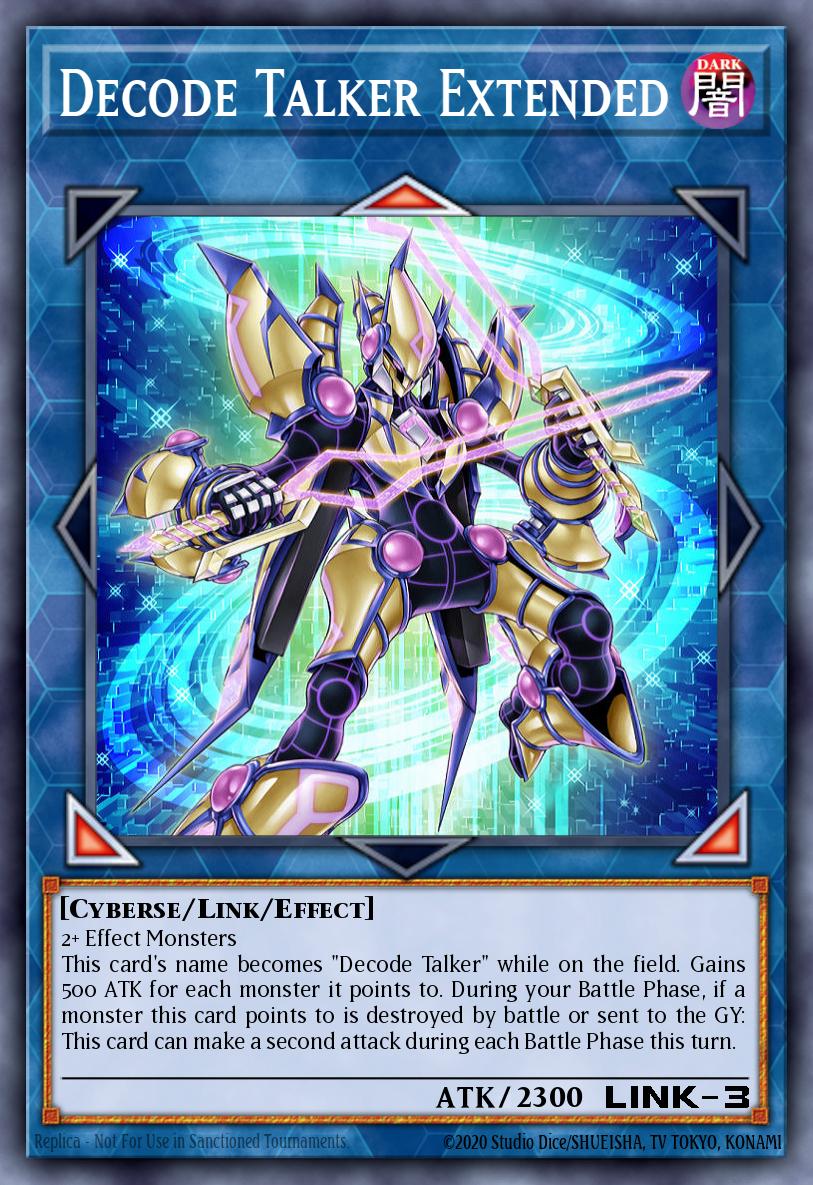 Decode Talker Extended
DARK
闇
[Cyberse/Link/Effect]
2+ Effect Monsters
This card's name becomes "Decode Talker" while on the field. Gains
500 ATK for each monster it points to. During your Battle Phase, if a
monster this card points to is destroyed by battle or sent to the GY:
This card can make a second attack during each Battle Phase this turn.
ATK/2300 LINK-3
Replica - Not For Use in Sanctioned Tournaments.
©2020 Studio Dice/SHUEISHA, TV TOKYO, KONAMI